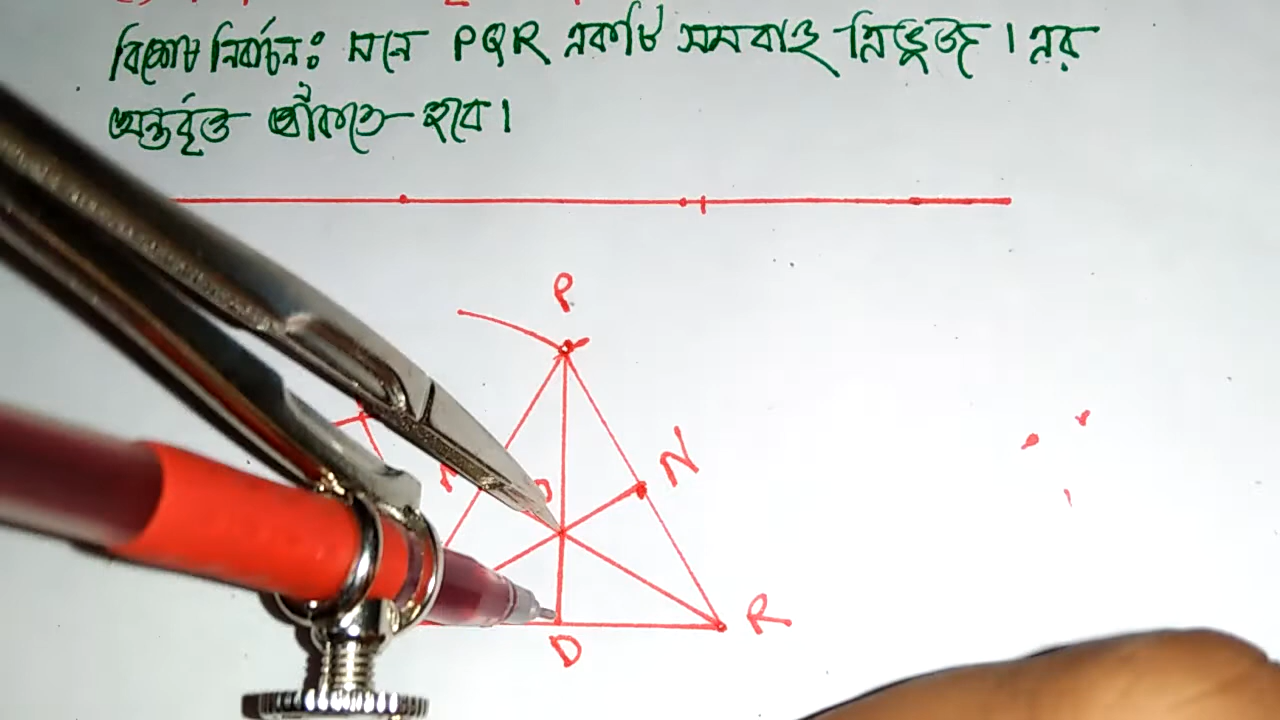 বিশেষ নির্বচন: মনে PQR একটি সমবাহু ত্রিভুজ। এর
অন্তর্বৃত্ত আঁকতে হবে।
P
N
D
R